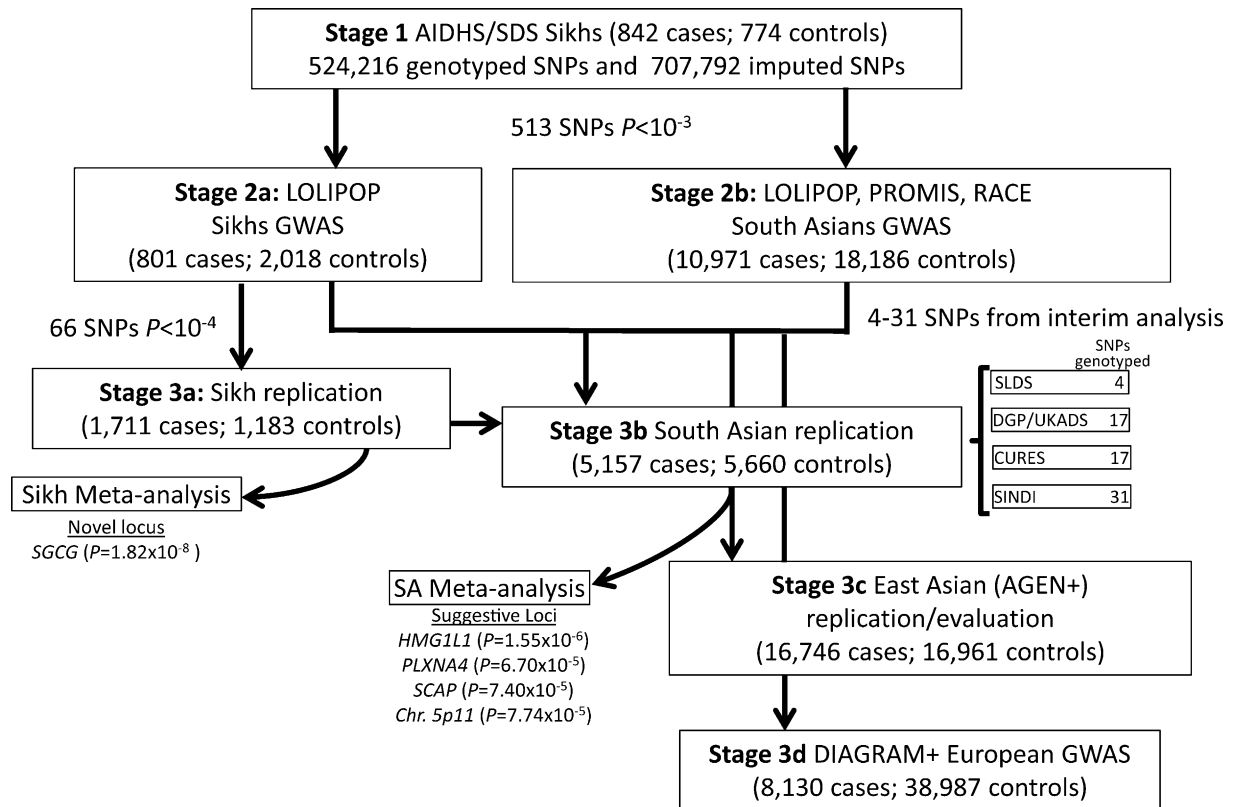 Stage 1 AIDHS/SDS Sikhs (842 cases; 774 controls)
524,216 genotyped SNPs and 707,792 imputed SNPs
513 SNPs P<10⁻³
Stage 2a: LOLIPOP
Sikhs GWAS
(801 cases; 2,018 controls)
Stage 2b: LOLIPOP, PROMIS, RACE
South Asians GWAS
(10,971 cases; 18,186 controls)
66 SNPs P<10⁻⁴
4-31 SNPs from interim analysis
SNPs
genotyped
SLDS 4
DGP/UKADS 17
CURES 17
SINDI 31
Stage 3a: Sikh replication
(1,711 cases; 1,183 controls)
Stage 3b South Asian replication
(5,157 cases; 5,660 controls)
Sikh Meta-analysis
Novel locus
SGCG (P=1.82x10⁻⁸ )
SA Meta-analysis
Suggestive Loci
HMG1L1 (P=1.55x10⁻⁶)
PLXNA4 (P=6.70x10⁻⁵)
SCAP (P=7.40x10⁻⁵)
Chr. 5p11 (P=7.74x10⁻⁵)
Stage 3c East Asian (AGEN+)
replication/evaluation
(16,746 cases; 16,961 controls)
Stage 3d DIAGRAM+ European GWAS
(8,130 cases; 38,987 controls)